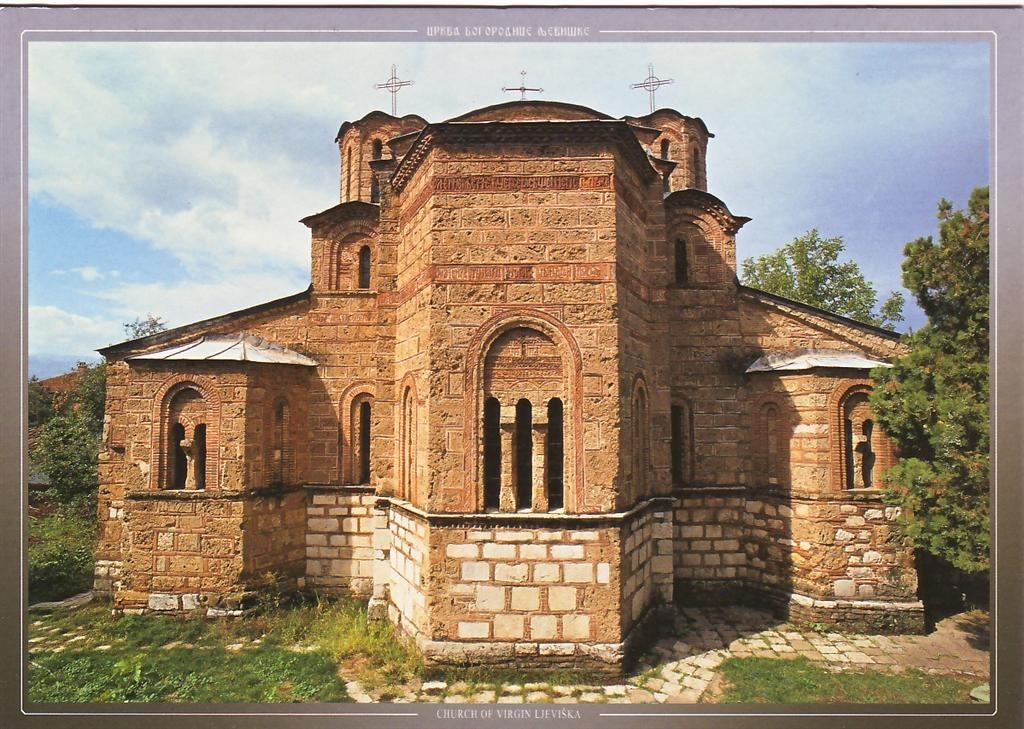 ЦРКВА БОГОРОДИЦЕ ЉЕВИШКЕ
CHURCH OF VIRGIN LJEVIŠKA